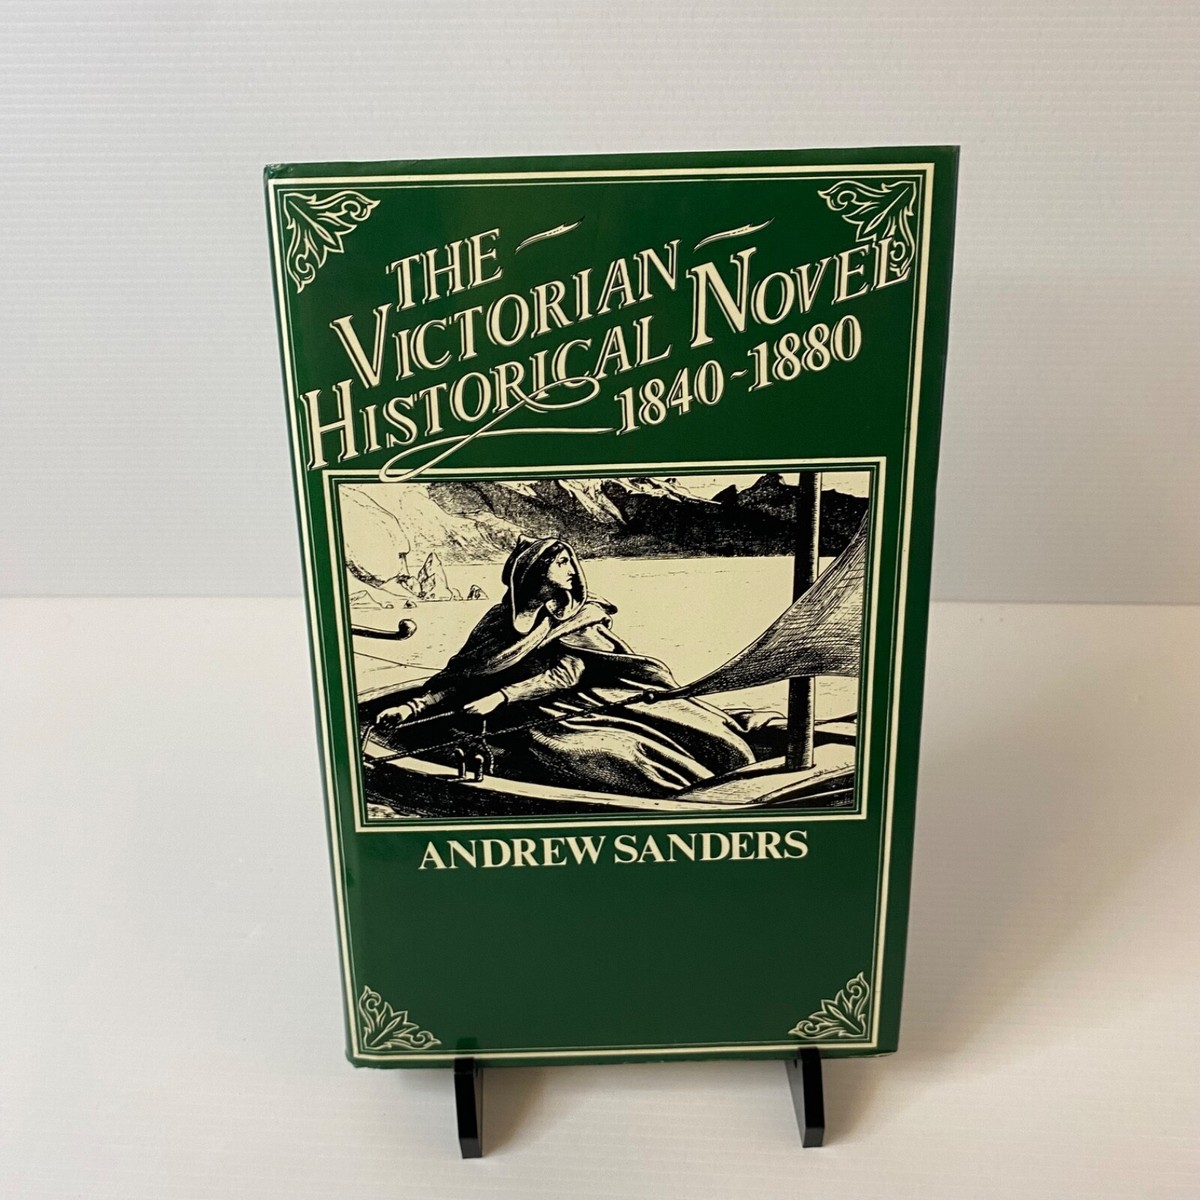 THE
VICTORIAN
HISTORICAL NOVEL
1840~1880
ANDREW SANDERS